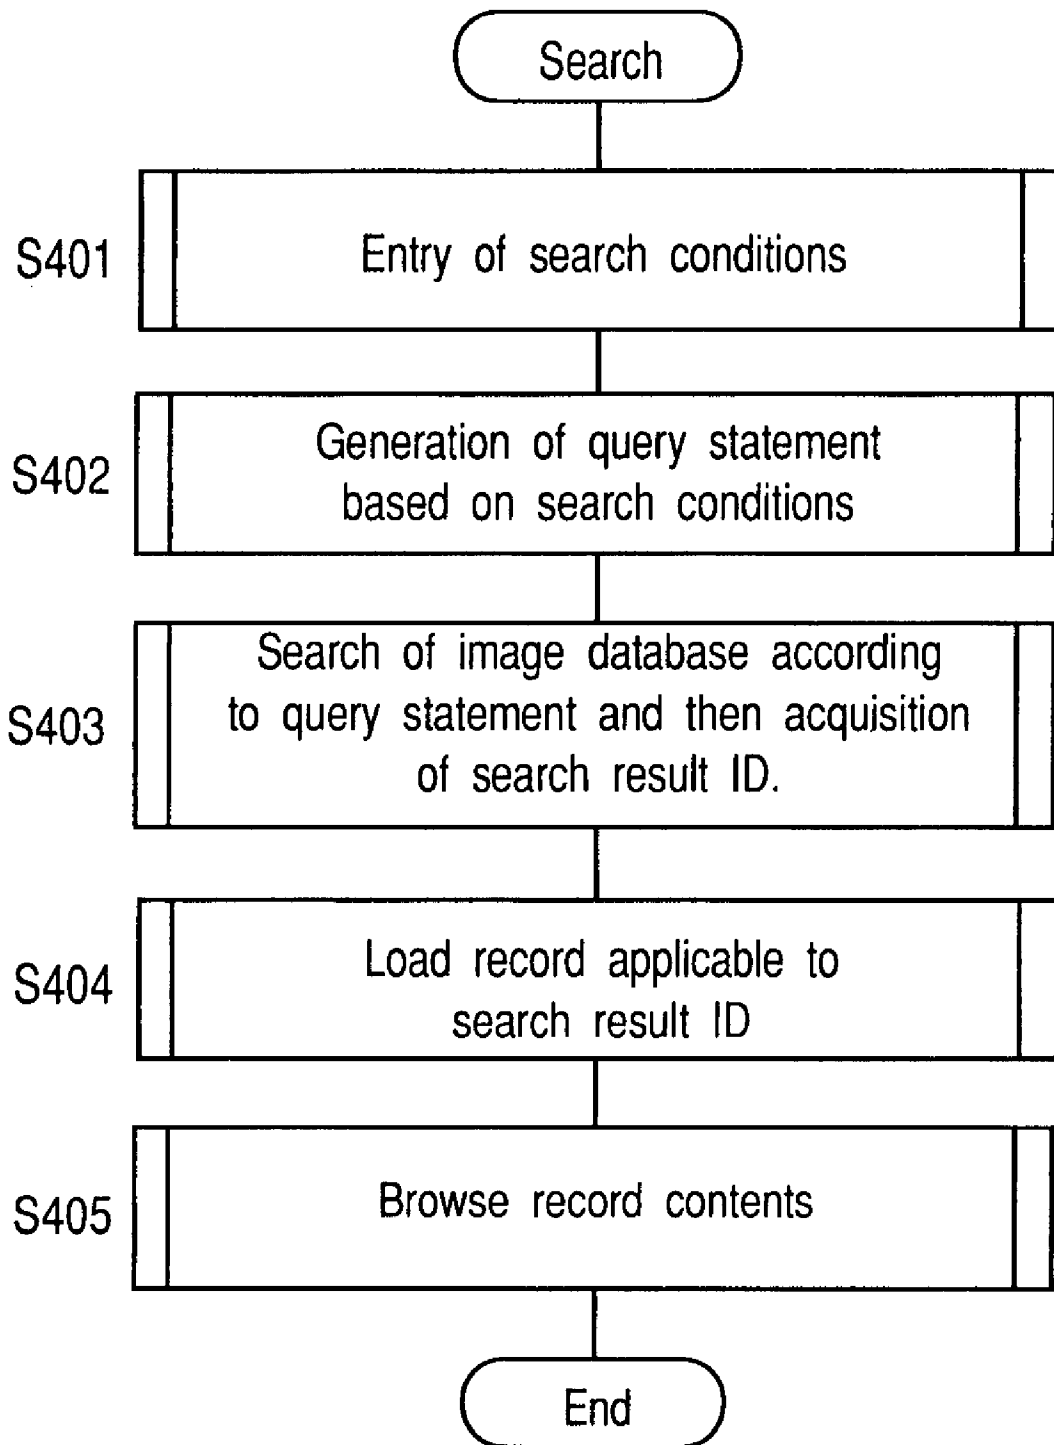 Search
S401
Entry of search conditions
S402
Generation of query statement
based on search conditions
S403
Search of image database according
to query statement and then acquisition
of search result ID.
S404
Load record applicable to
search result ID
S405
Browse record contents
End